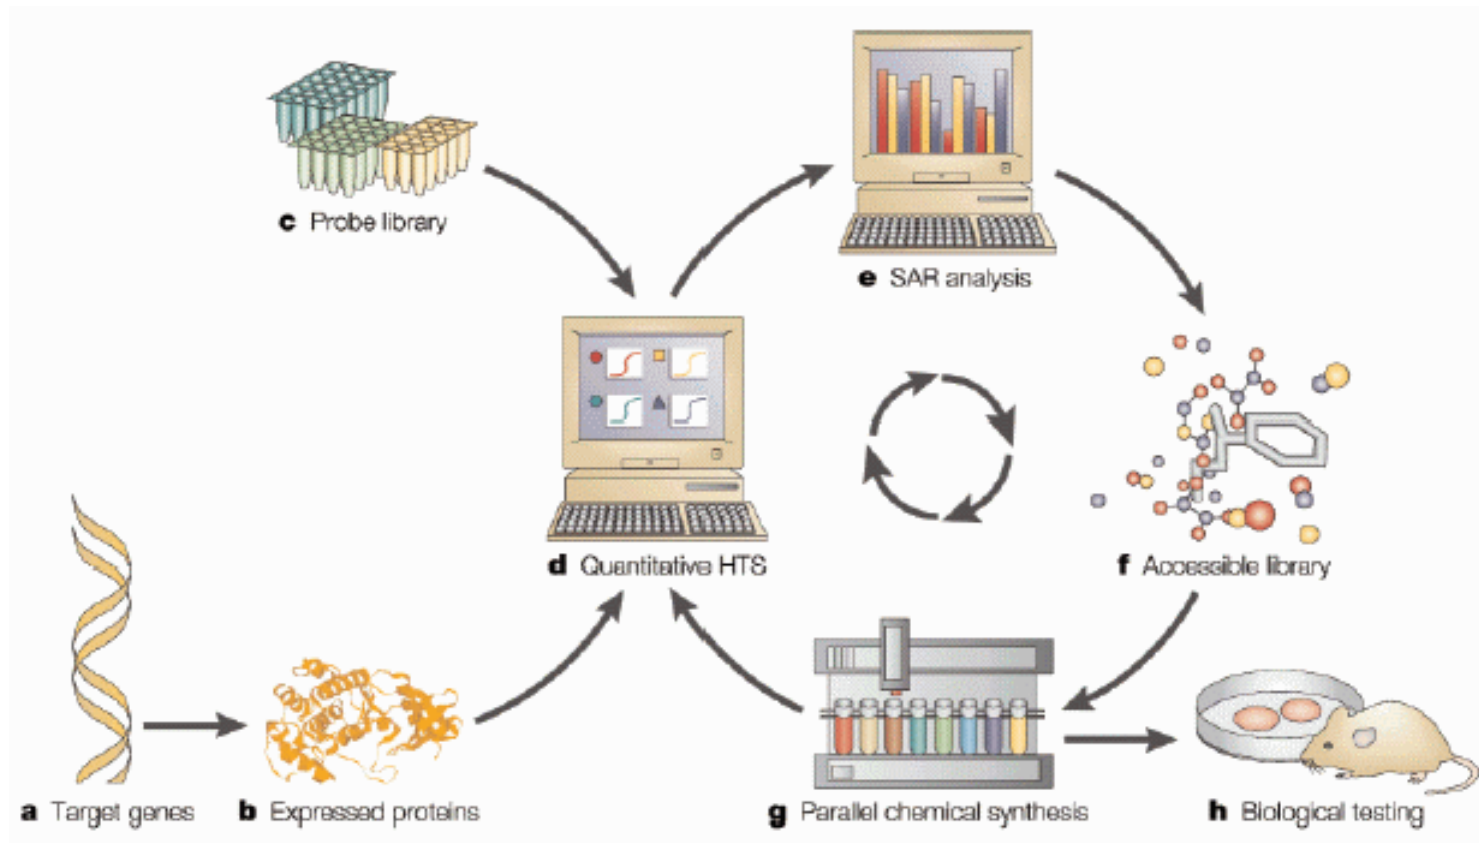 c Probe library
e SAR analysis
d Quantitative HTS
f Accessible library
a Target genes
b Expressed proteins
g Parallel chemical synthesis
h Biological testing